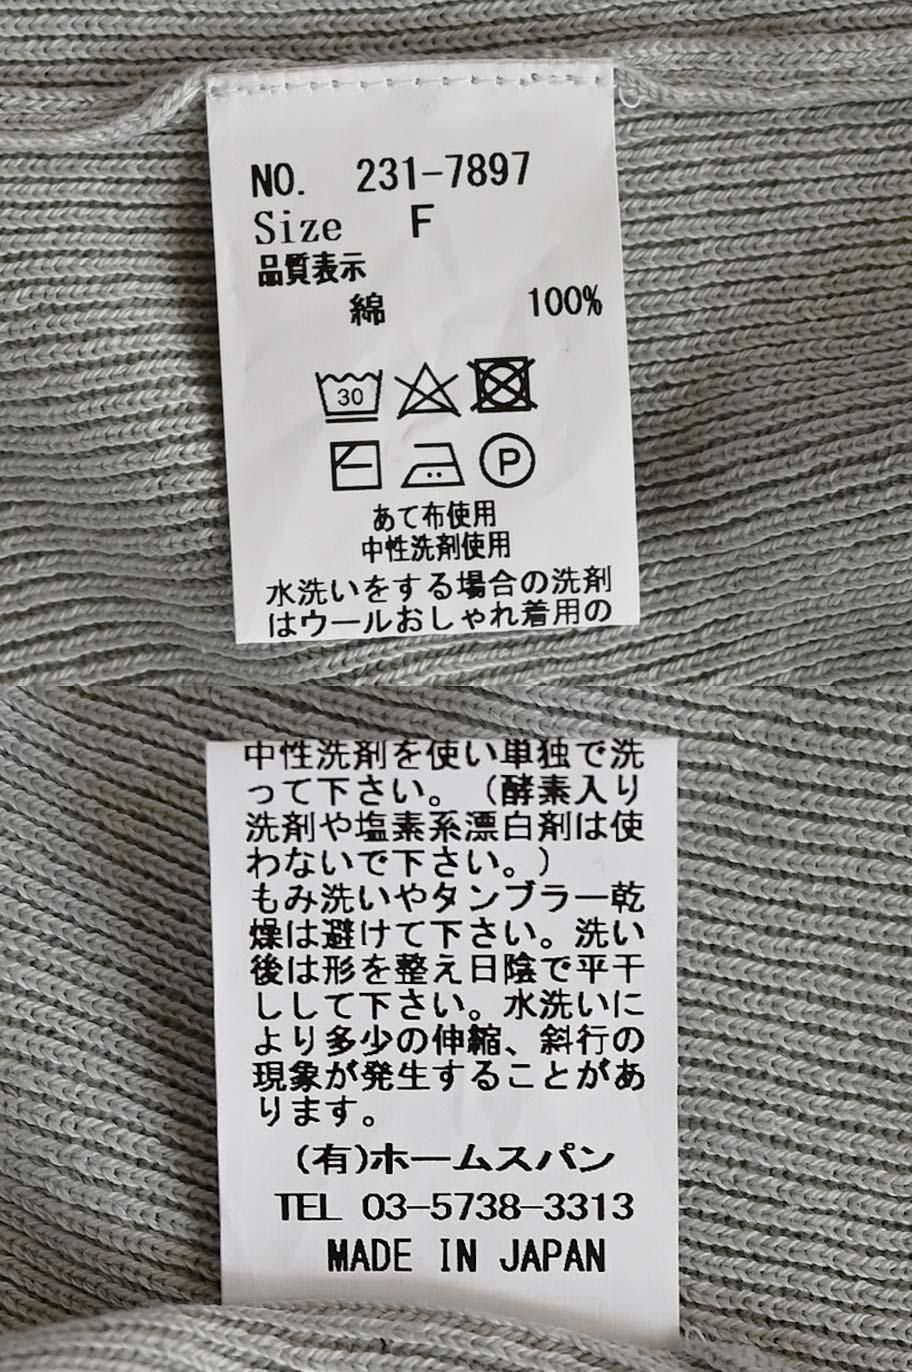 NO. 231-7897
Size F
品質表示
綿 100%
30
P
あて布使用
中性洗剤使用
水洗いをする場合の洗剤
はウールおしゃれ着用の
中性洗剤を使い単独で洗
って下さい。（酵素入り
洗剤や塩素系漂白剤は使
わないで下さい。）
もみ洗いやタンブラー乾
燥は避けて下さい。洗い
後は形を整え日陰で平干
しして下さい。水洗いに
より多少の伸縮、斜行の
現象が発生することがあ
ります。
(有)ホームスパン
TEL 03-5738-3313
MADE IN JAPAN